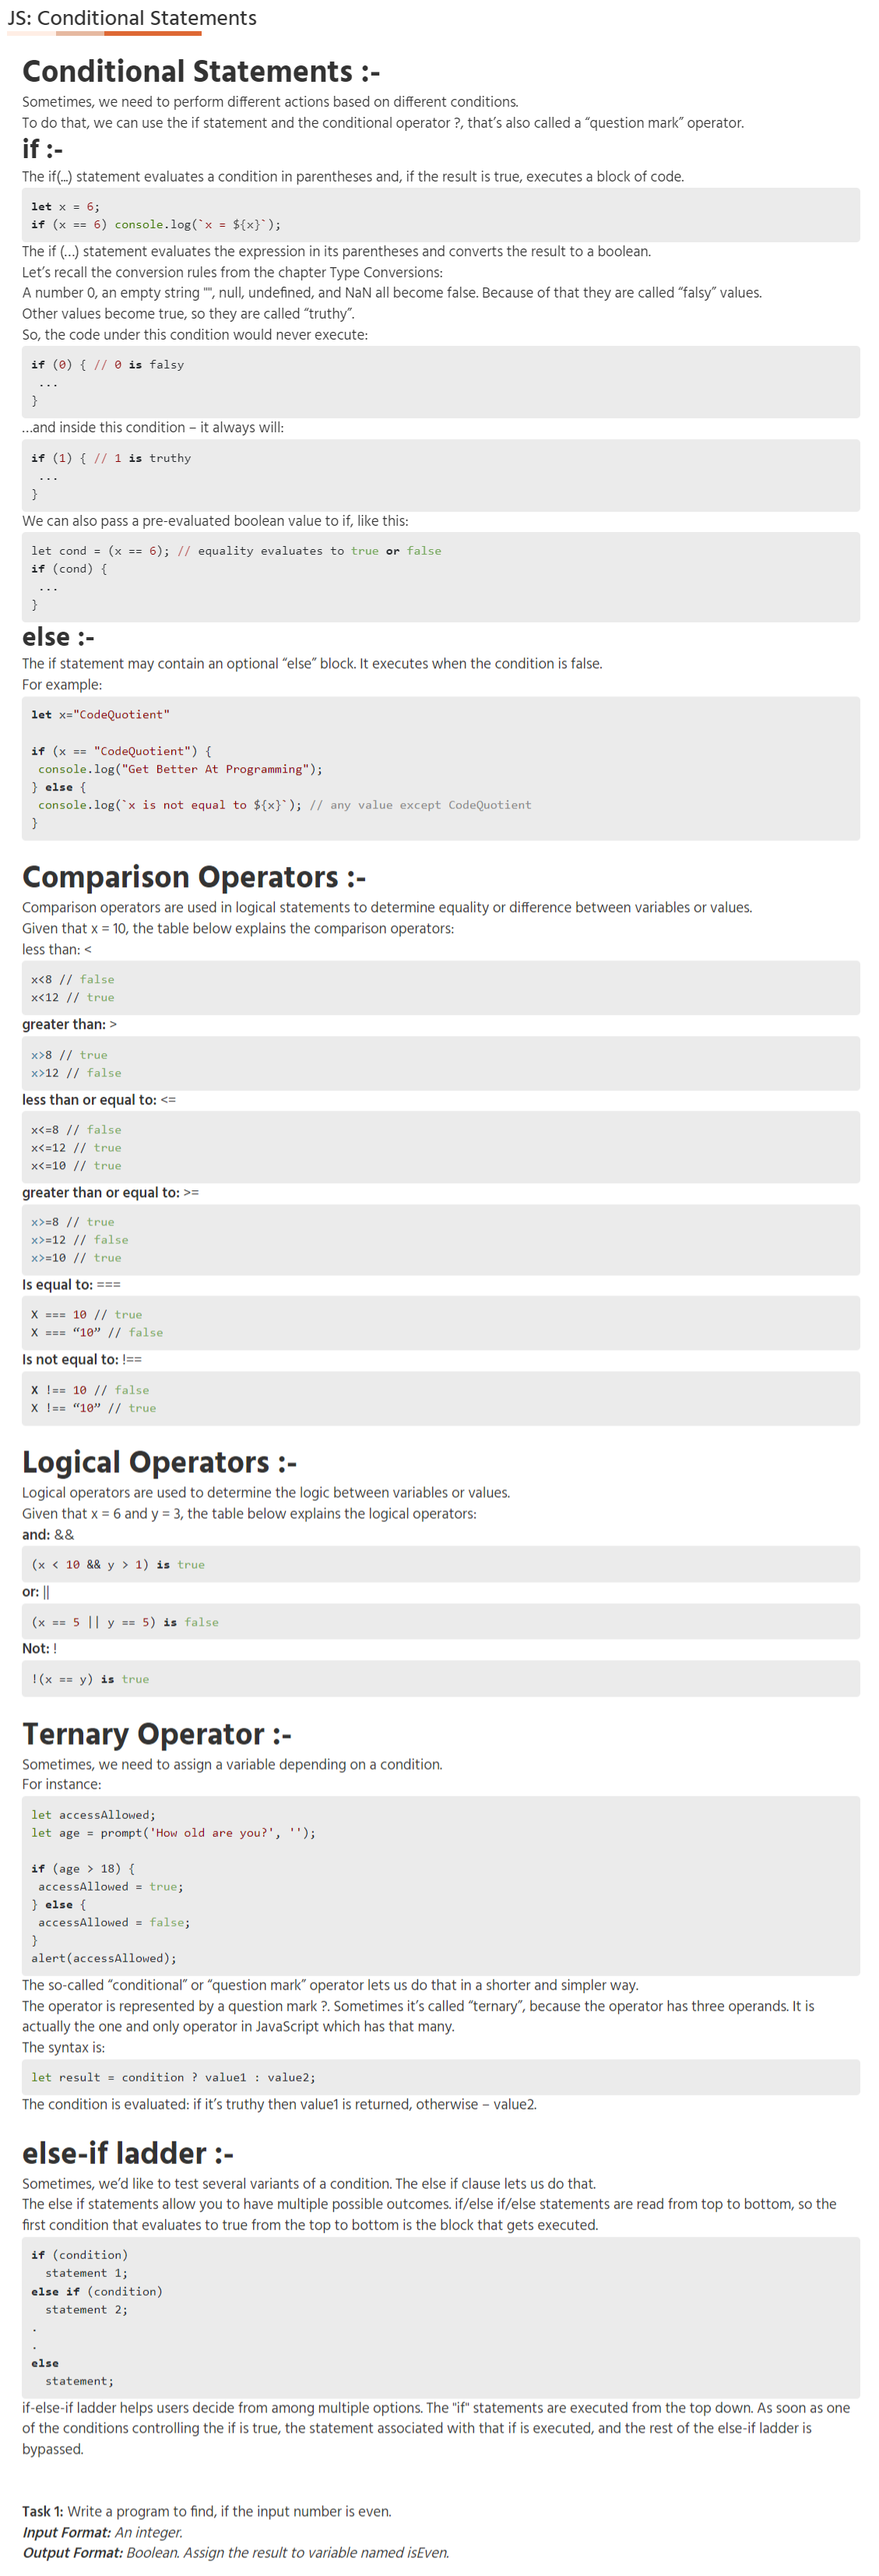 JS: Conditional Statements
Conditional Statements :-
Sometimes, we need to perform different actions based on different conditions.
To do that, we can use the if statement and the conditional operator ?, that’s also called a “question mark” operator.
if :-
The if(...) statement evaluates a condition in parentheses and, if the result is true, executes a block of code.
let x = 6;
if (x == 6) console.log(`x = ${x}`);
The if (…) statement evaluates the expression in its parentheses and converts the result to a boolean.
Let’s recall the conversion rules from the chapter Type Conversions:
A number 0, an empty string "", null, undefined, and NaN all become false. Because of that they are called “falsy” values.
Other values become true, so they are called “truthy”.
So, the code under this condition would never execute:
if (0) { // 0 is falsy
...
}
…and inside this condition – it always will:
if (1) { // 1 is truthy
...
}
We can also pass a pre-evaluated boolean value to if, like this:
let cond = (x == 6); // equality evaluates to true or false
if (cond) {
...
}
else :-
The if statement may contain an optional “else” block. It executes when the condition is false.
For example:
let x="CodeQuotient"
if (x == "CodeQuotient") {
console.log("Get Better At Programming");
} else {
console.log(`x is not equal to ${x}`); // any value except CodeQuotient
}
Comparison Operators :-
Comparison operators are used in logical statements to determine equality or difference between variables or values.
Given that x = 10, the table below explains the comparison operators:
less than: <
x<8 // false
x<12 // true
greater than: >
x>8 // true
x>12 // false
less than or equal to: <=
x<=8 // false
x<=12 // true
x<=10 // true
greater than or equal to: >=
x>=8 // true
x>=12 // false
x>=10 // true
Is equal to: ===
X === 10 // true
X === “10” // false
Is not equal to: !==
X !== 10 // false
X !== “10” // true
Logical Operators :-
Logical operators are used to determine the logic between variables or values.
Given that x = 6 and y = 3, the table below explains the logical operators:
and: &&
(x < 10 && y > 1) is true
or: ||
(x == 5 || y == 5) is false
Not: !
!(x == y) is true
Ternary Operator :-
Sometimes, we need to assign a variable depending on a condition.
For instance:
let accessAllowed;
let age = prompt('How old are you?', '');
if (age > 18) {
accessAllowed = true;
} else {
accessAllowed = false;
}
alert(accessAllowed);
The so-called “conditional” or “question mark” operator lets us do that in a shorter and simpler way.
The operator is represented by a question mark ?. Sometimes it’s called “ternary”, because the operator has three operands. It is
actually the one and only operator in JavaScript which has that many.
The syntax is:
let result = condition ? value1 : value2;
The condition is evaluated: if it’s truthy then value1 is returned, otherwise – value2.
else-if ladder :-
Sometimes, we’d like to test several variants of a condition. The else if clause lets us do that.
The else if statements allow you to have multiple possible outcomes. if/else if/else statements are read from top to bottom, so the
first condition that evaluates to true from the top to bottom is the block that gets executed.
if (condition)
statement 1;
else if (condition)
statement 2;
.
.
else
statement;
if-else-if ladder helps users decide from among multiple options. The "if" statements are executed from the top down. As soon as one
of the conditions controlling the if is true, the statement associated with that if is executed, and the rest of the else-if ladder is
bypassed.
Task 1: Write a program to find, if the input number is even.
Input Format: An integer.
Output Format: Boolean. Assign the result to variable named isEven.